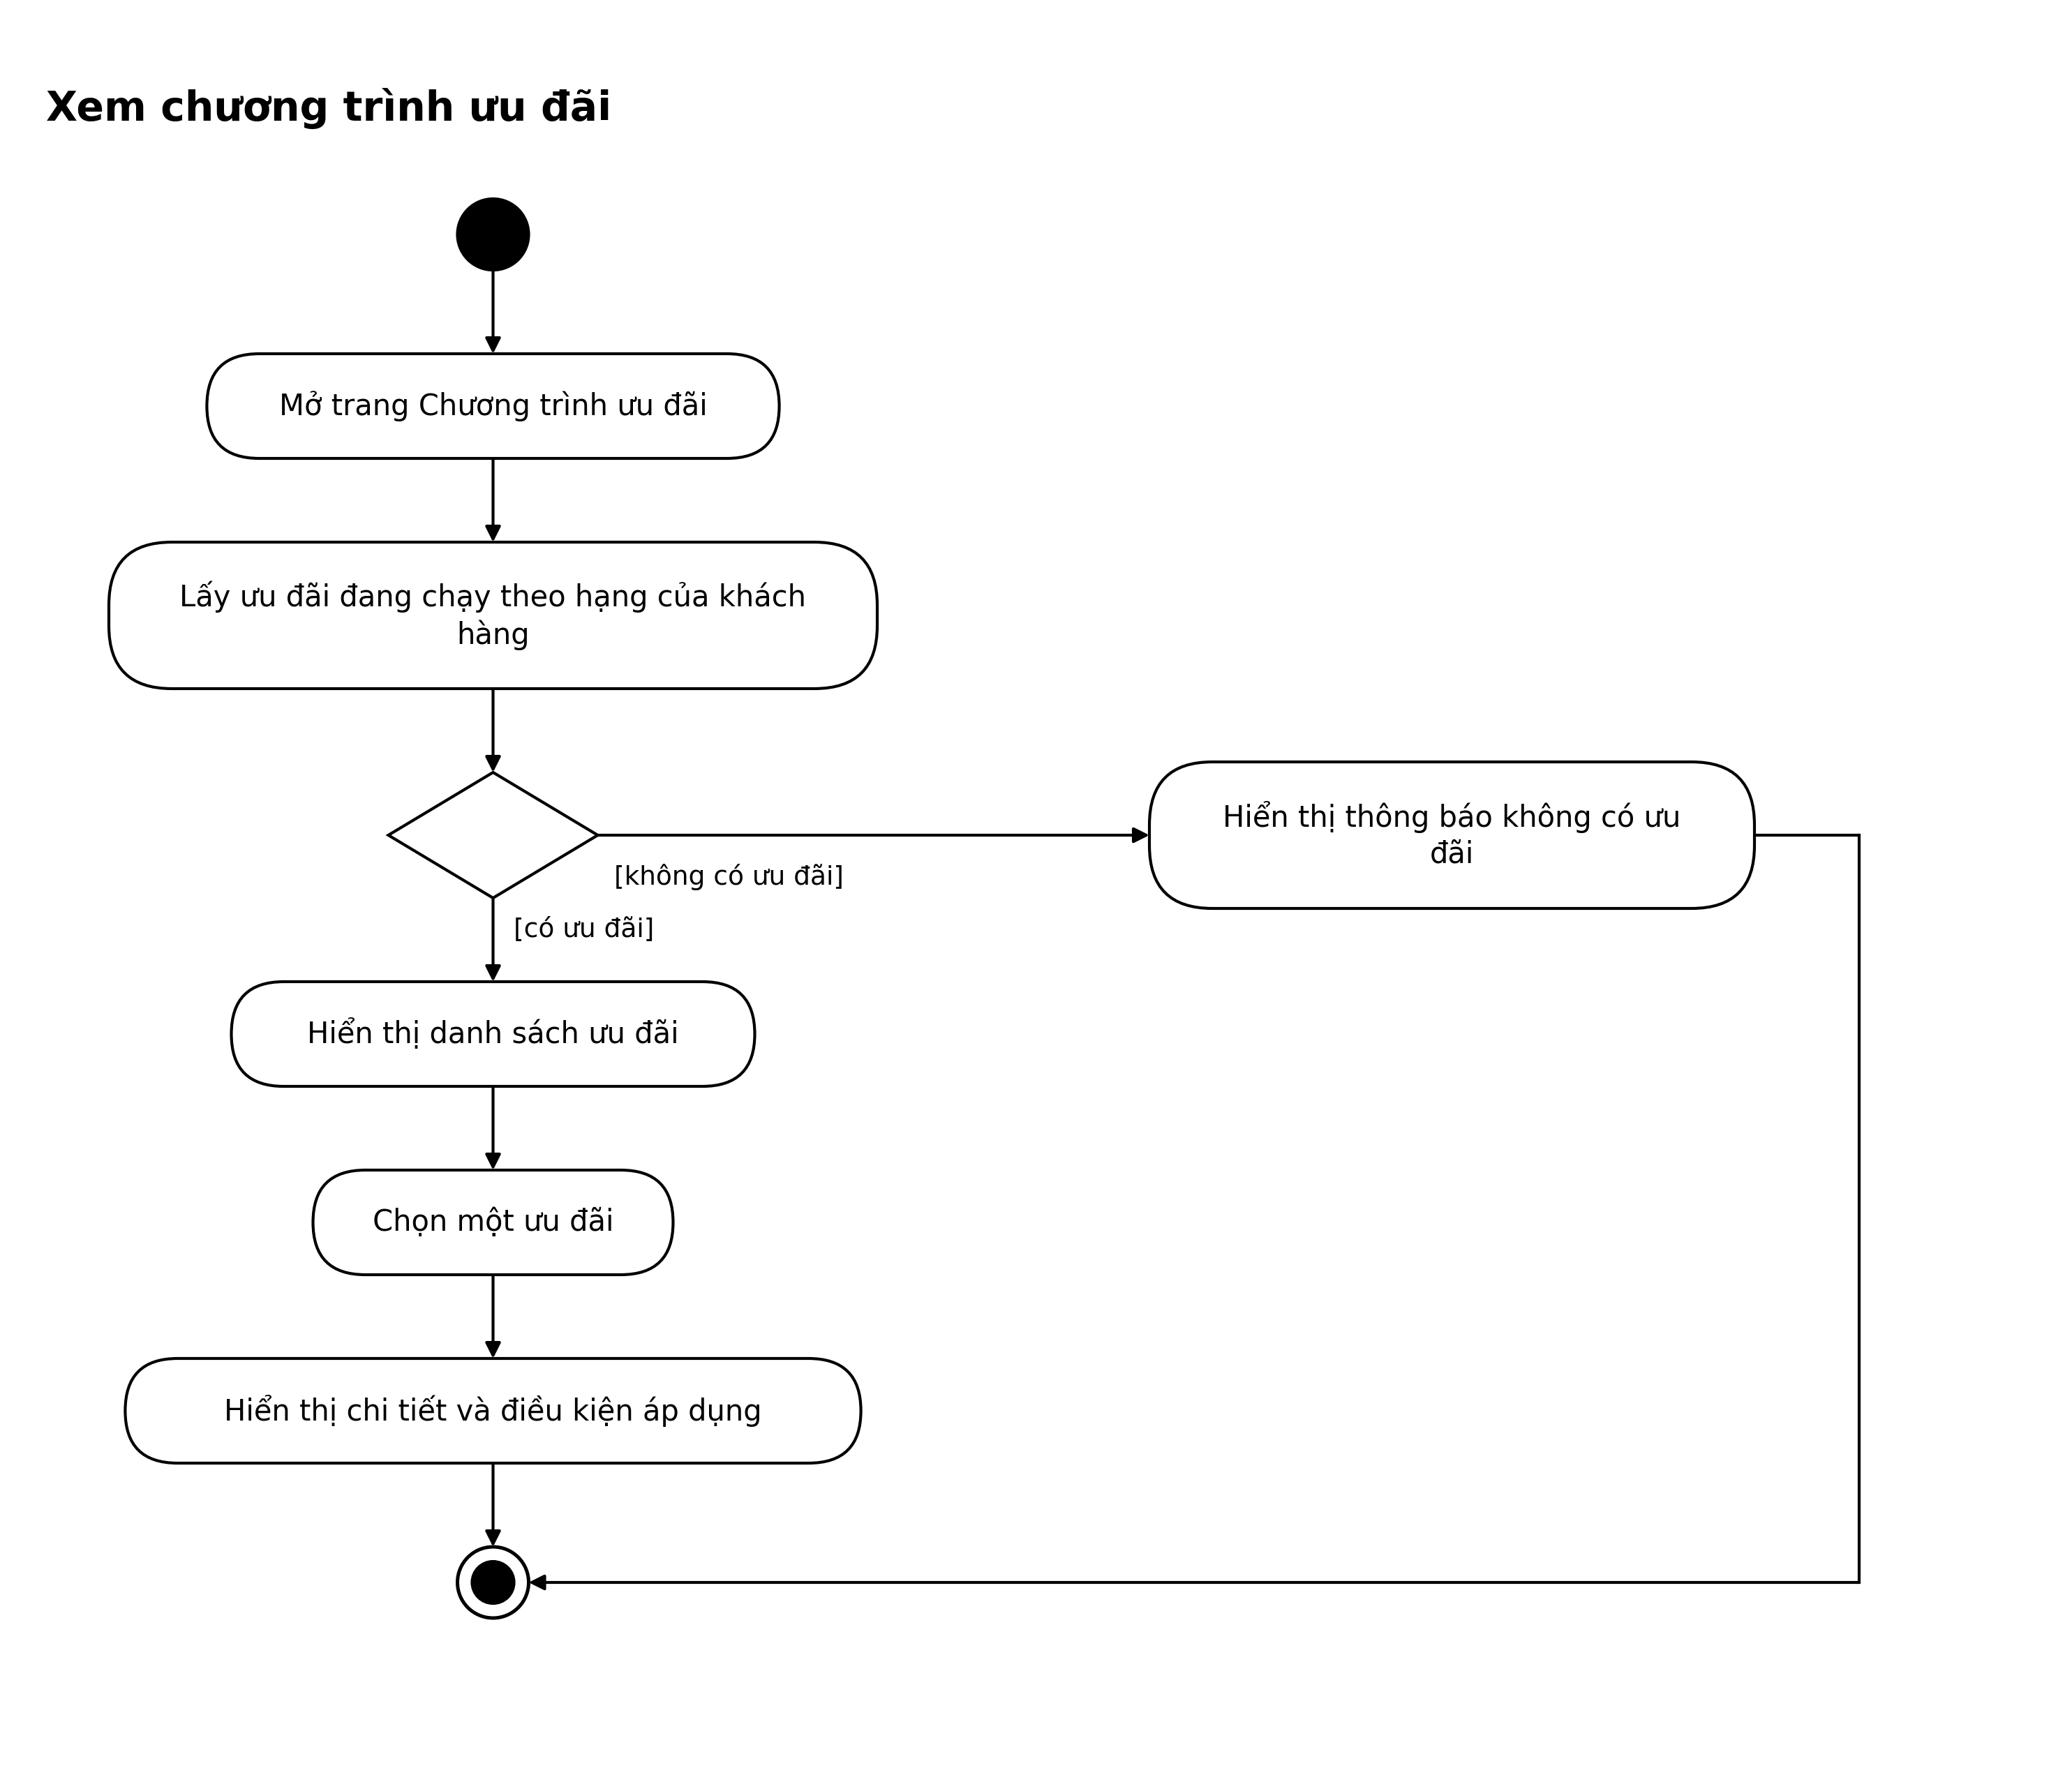 Xem chương trình ưu đãi
Mở trang Chương trình ưu đãi
Lấy ưu đãi đang chạy theo hạng của khách
hàng
Hiển thị thông báo không có ưu
đãi
[không có ưu đãi]
[có ưu đãi]
Hiển thị danh sách ưu đãi
Chọn một ưu đãi
Hiển thị chi tiết và điều kiện áp dụng